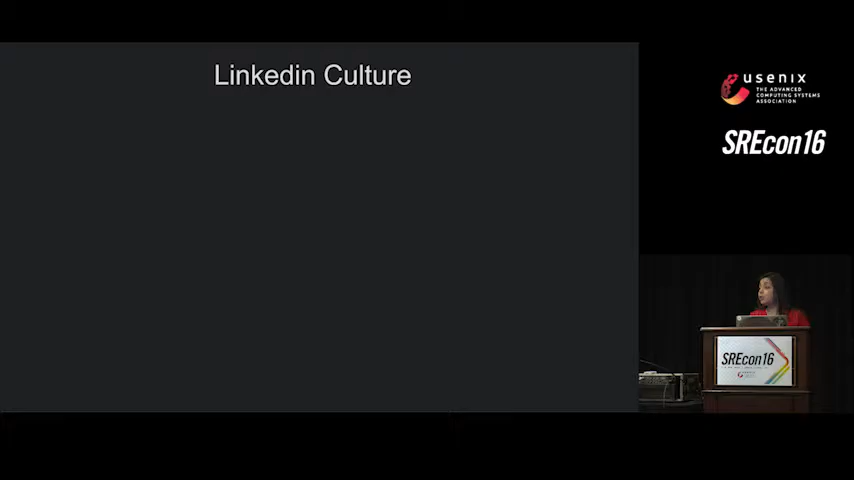 Linkedin Culture
usenix
THE ADVANCED
COMPUTING SYSTEMS
ASSOCIATION
SREcon16
SREcon16